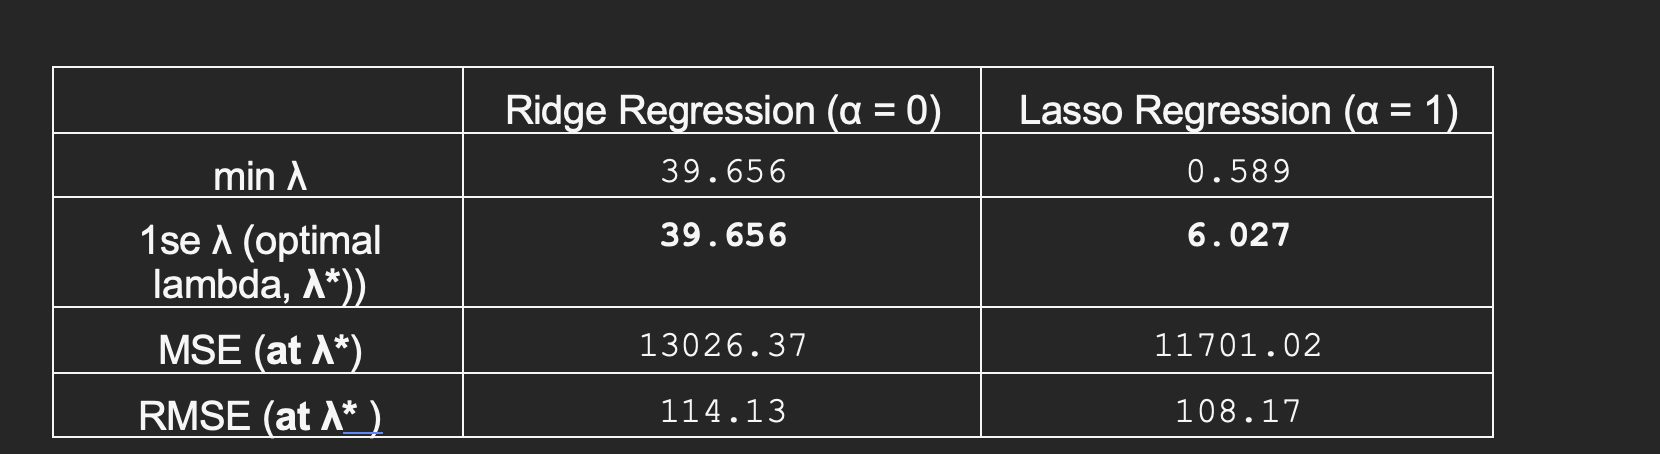 Ridge Regression (α = 0) Lasso Regression (α = 1)
min λ 39.656 0.589
1se λ (optimal 39.656 6.027
lambda, λ*))
MSE (at λ*) 13026.37 11701.02
RMSE (at λ* ) 114.13 108.17